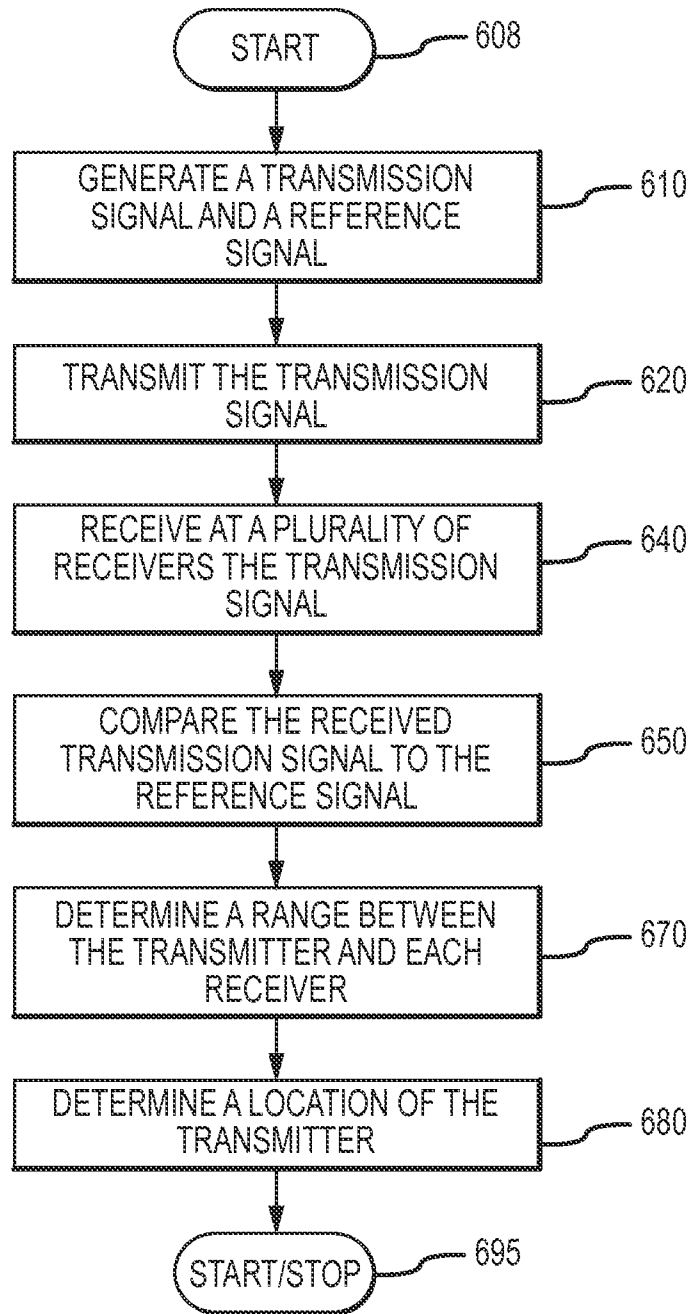 START
608
GENERATE A TRANSMISSION
SIGNAL AND A REFERENCE
SIGNAL
610
TRANSMIT THE TRANSMISSION
SIGNAL
620
RECEIVE AT A PLURALITY OF
RECEIVERS THE TRANSMISSION
SIGNAL
640
COMPARE THE RECEIVED
TRANSMISSION SIGNAL TO THE
REFERENCE SIGNAL
650
DETERMINE A RANGE BETWEEN
THE TRANSMITTER AND EACH
RECEIVER
670
DETERMINE A LOCATION OF THE
TRANSMITTER
680
START/STOP
695